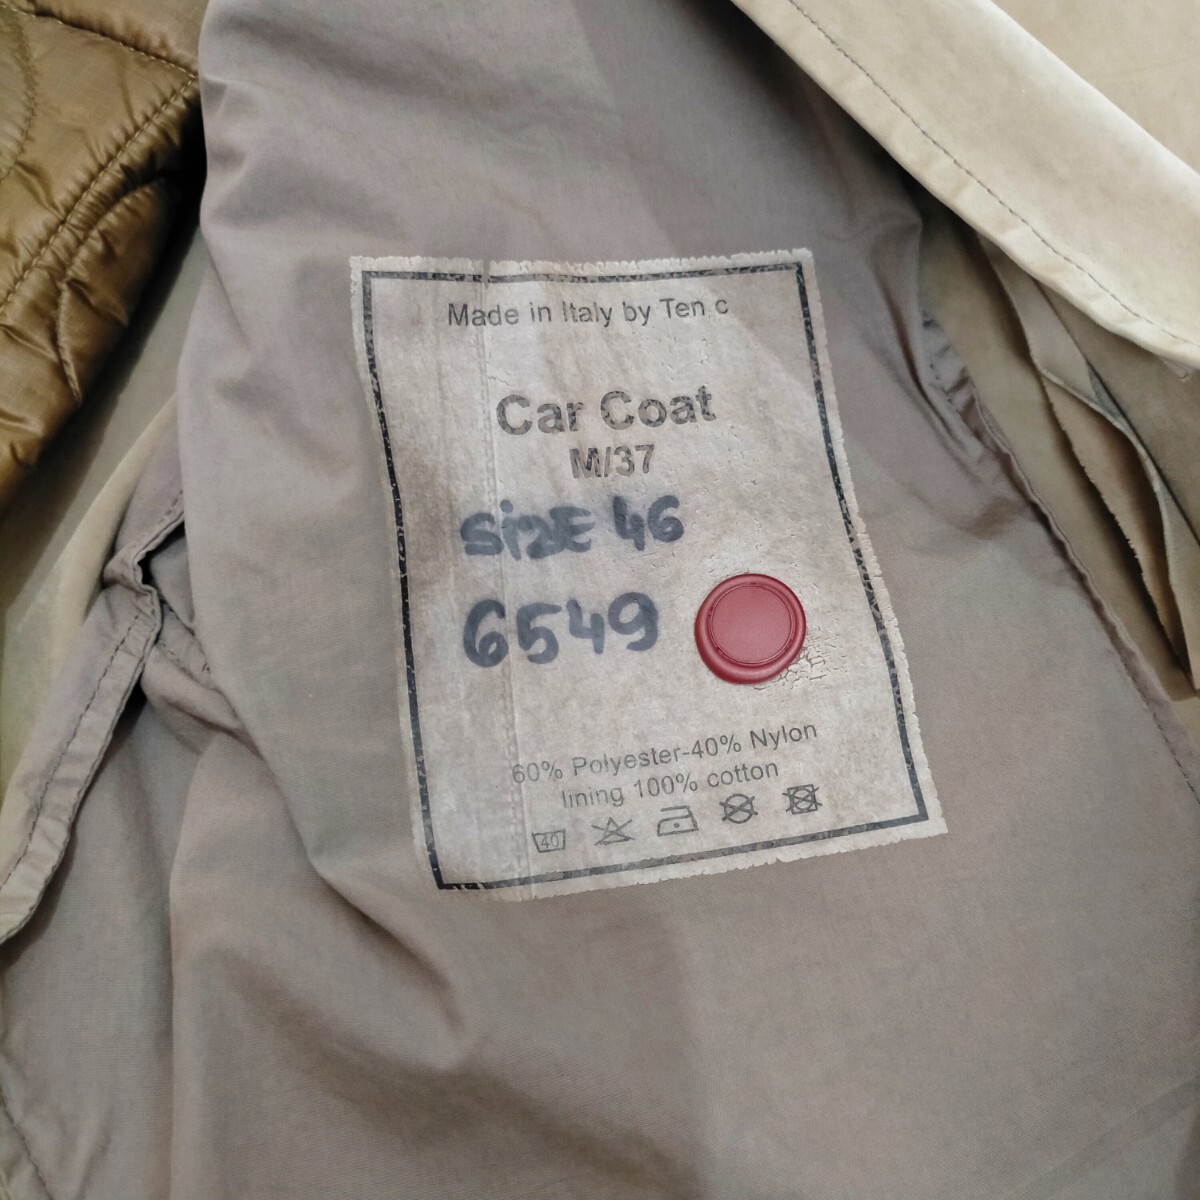 Made in Italy by Ten c
Car Coat
M/37
SizE 46
6549
60% Polyester-40% Nylon
lining 100% cotton
40